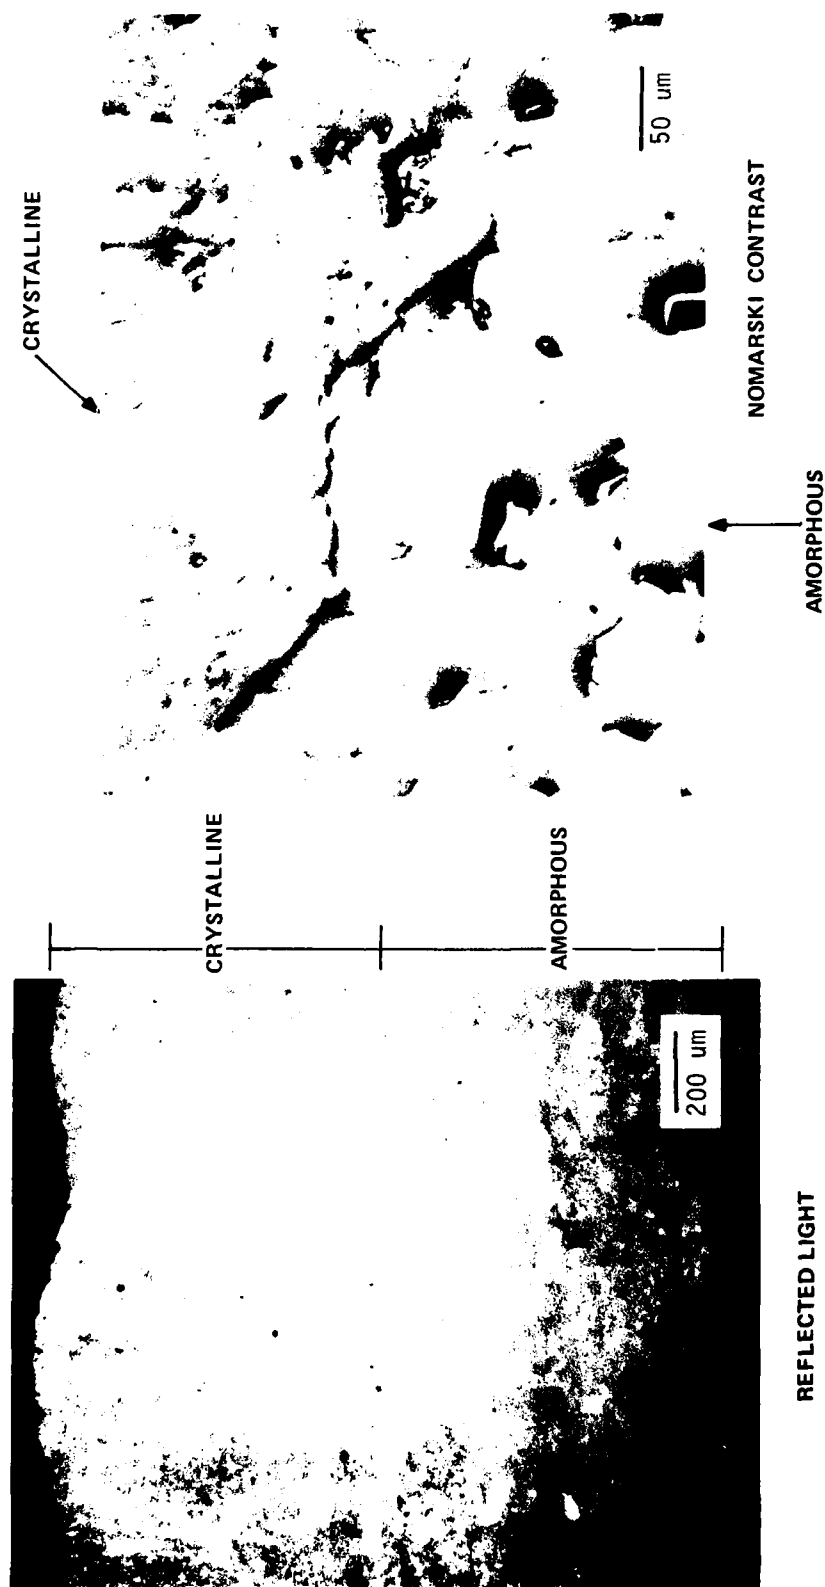 200 um
REFLECTED LIGHT
CRYSTALLINE
AMORPHOUS
CRYSTALLINE
50 um
NOMARSKI CONTRAST
AMORPHOUS